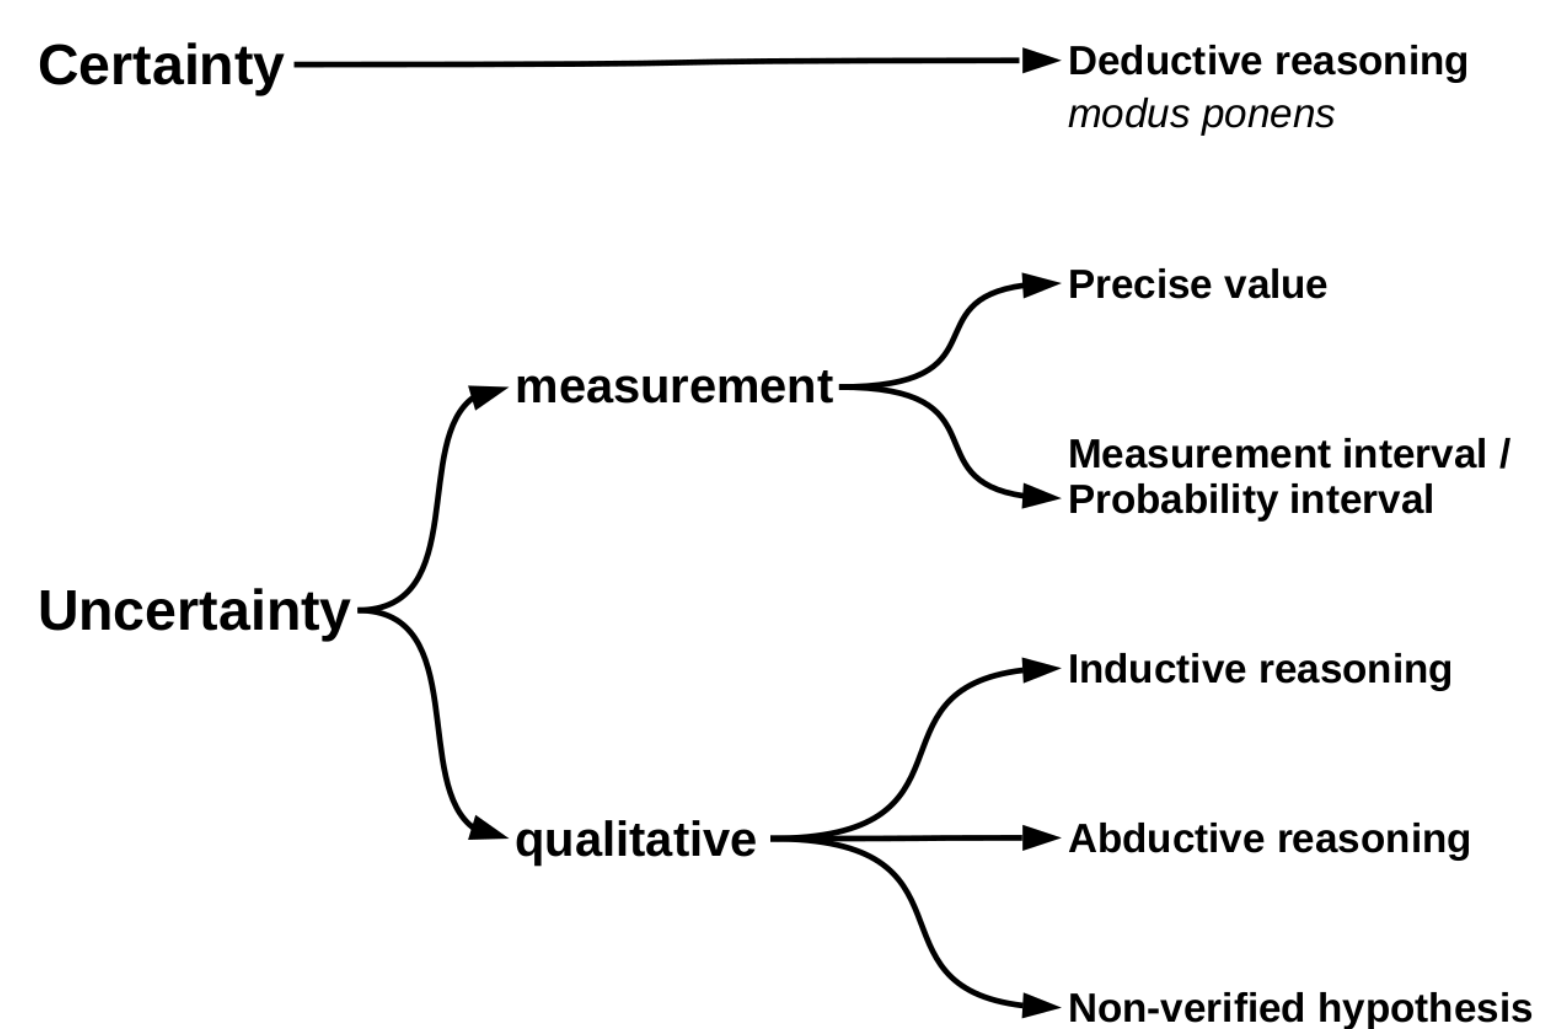 Certainty
Deductive reasoning
modus ponens
Precise value
measurement
Measurement interval /
Probability interval
Uncertainty
Inductive reasoning
qualitative
Abductive reasoning
Non-verified hypothesis